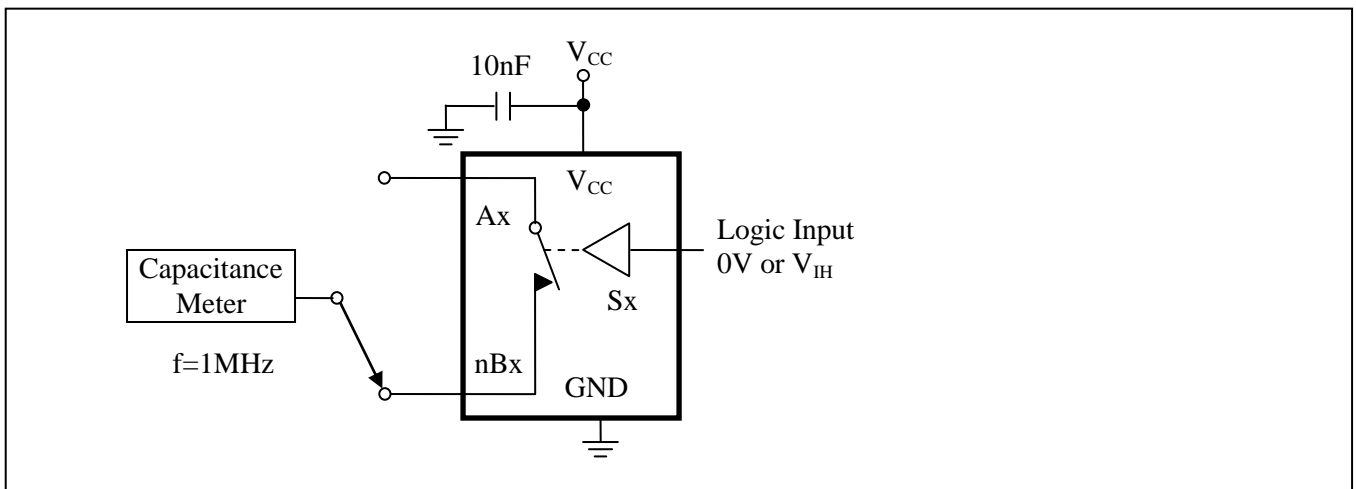 V_CC
10nF
V_CC
Ax
Logic Input
0V or V_IH
Capacitance
Meter
Sx
f=1MHz
nBx
GND